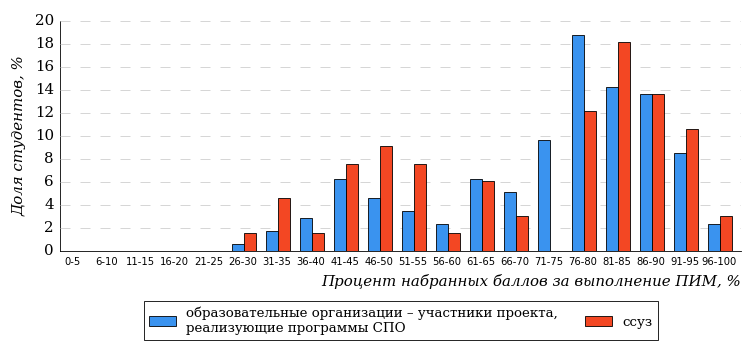 20
18
16
14
12
10
8
6
4
2
0
Доля студентов, %
0-5 6-10 11-15 16-20 21-25 26-30 31-35 36-40 41-45 46-50 51-55 56-60 61-65 66-70 71-75 76-80 81-85 86-90 91-95 96-100
Процент набранных баллов за выполнение ПИМ, %
образовательные организации – участники проекта,
реализующие программы СПО
ссуз